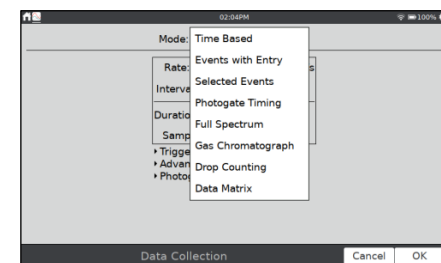 02:04PM 100%
Mode: Time Based
Events with Entry
Rate: s
Selected Events
Interva
Photogate Timing
Duratio
Full Spectrum
Samp
Gas Chromatograph
Trigge
Advan
Drop Counting
Photog
Data Matrix
Data Collection Cancel OK